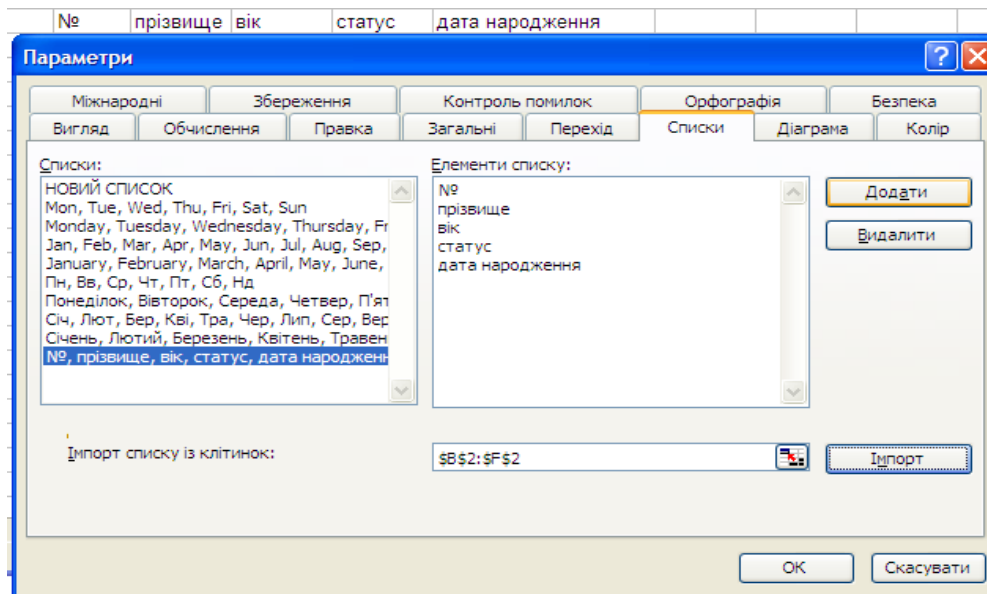 № прізвище вік статус дата народження
Параметри
Міжнародні Збереження Контроль помилок Орфографія Безпека
Вигляд Обчислення Правка Загальні Перехід Списки Діаграма Колір
Списки:
НОВИЙ СПИСОК
Mon, Tue, Wed, Thu, Fri, Sat, Sun
Monday, Tuesday, Wednesday, Thursday, Fr
Jan, Feb, Mar, Apr, May, Jun, Jul, Aug, Sep,
January, February, March, April, May, June,
Пн, Вв, Ср, Чт, Пт, Сб, Нд
Понеділок, Вівторок, Середа, Четвер, П'ят
Січ, Лют, Бер, Кві, Тра, Чер, Лип, Сер, Вер
Січень, Лютий, Березень, Квітень, Травен
№, прізвище, вік, статус, дата народженн
Елементи списку:
№
прізвище
вік
статус
дата народження
Додати
Видалити
Імпорт списку із клітинок:
$B$2:$F$2
Імпорт
ОК
Скасувати